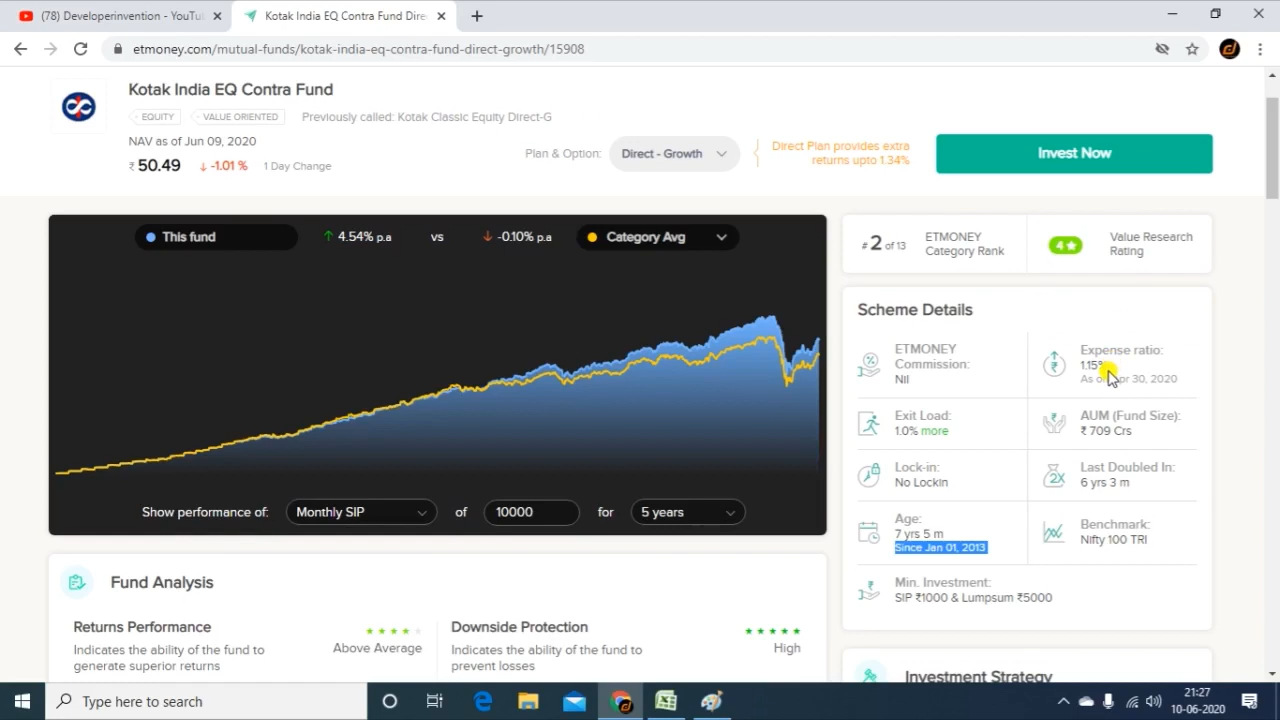 (78) Developerinvention - YouTu
Kotak India EQ Contra Fund Dire
etmoney.com/mutual-funds/kotak-india-eq-contra-fund-direct-growth/15908
Kotak India EQ Contra Fund
EQUITY
VALUE ORIENTED
Previously called: Kotak Classic Equity Direct-G
NAV as of Jun 09, 2020
₹ 50.49
-1.01 %
1 Day Change
Plan & Option:
Direct - Growth
Direct Plan provides extra
returns upto 1.34%
Invest Now
This fund
4.54% p.a
vs
-0.10% p.a
Category Avg
Show performance of:
Monthly SIP
of
10000
for
5 years
# 2 of 13
ETMONEY
Category Rank
4★
Value Research
Rating
Scheme Details
ETMONEY
Commission:
Nil
Expense ratio:
1.15%
As on Apr 30, 2020
Exit Load:
1.0% more
AUM (Fund Size):
₹ 709 Crs
Lock-in:
No Lockin
2X
Last Doubled In:
6 yrs 3 m
Age:
7 yrs 5 m
Since Jan 01, 2013
Benchmark:
Nifty 100 TRI
Min. Investment:
SIP ₹1000 & Lumpsum ₹5000
Fund Analysis
Returns Performance
Above Average
Indicates the ability of the fund to
generate superior returns
Downside Protection
High
Indicates the ability of the fund to
prevent losses
Investment Strategy
Type here to search
21:27
10-06-2020